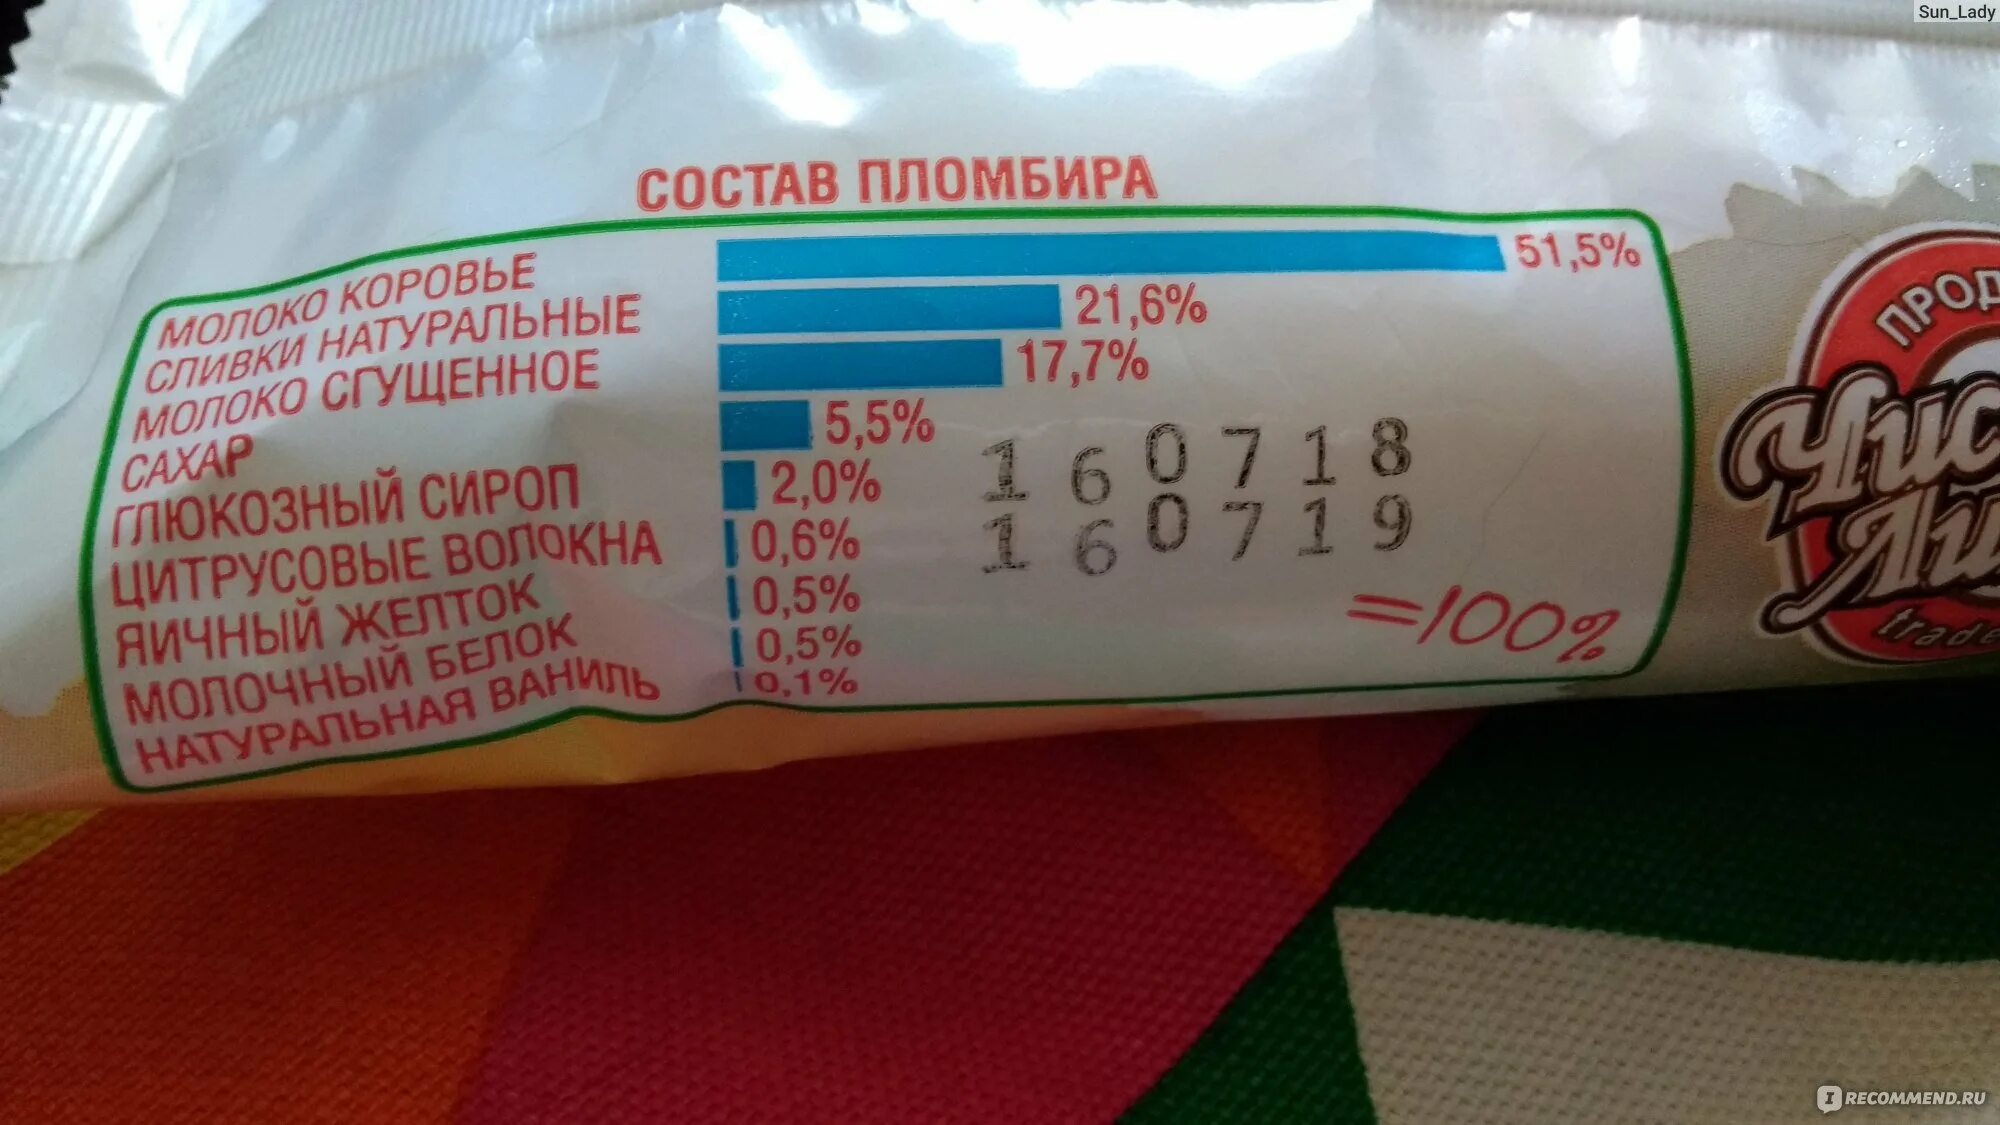 Sun_Lady
СОСТАВ ПЛОМБИРА
МОЛОКО КОРОВЬЕ 51,5%
СЛИВКИ НАТУРАЛЬНЫЕ 21,6%
МОЛОКО СГУЩЕННОЕ 17,7%
САХАР 5,5%
ГЛЮКОЗНЫЙ СИРОП 2,0%
ЦИТРУСОВЫЕ ВОЛОКНА 0,6%
ЯИЧНЫЙ ЖЕЛТОК 0,5%
МОЛОЧНЫЙ БЕЛОК 0,5%
НАТУРАЛЬНАЯ ВАНИЛЬ 0,1%
160718
160719
=100%
trade
IRECOMMEND.RU